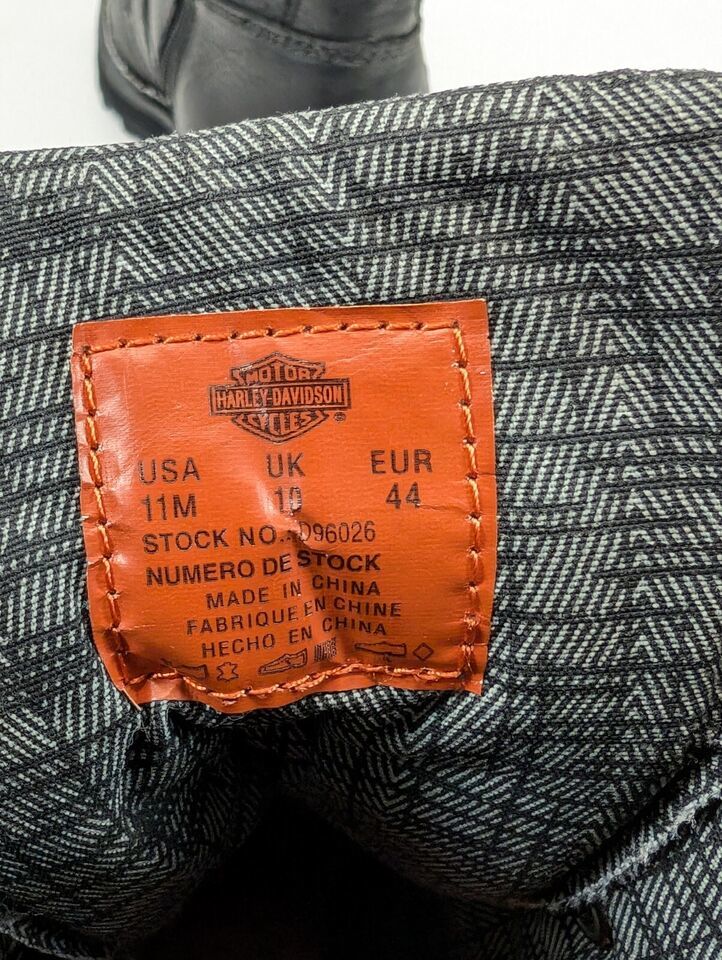 MOTOR
HARLEY-DAVIDSON
CYCLES ®
USA UK EUR
11M 10 44
STOCK NO.: D96026
NUMERO DE STOCK
MADE IN CHINA
FABRIQUE EN CHINE
HECHO EN CHINA